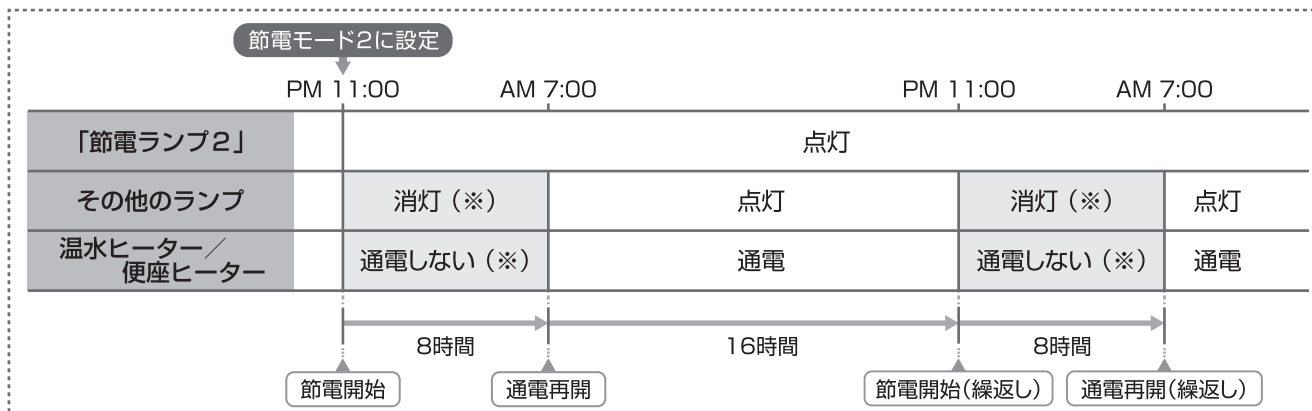 節電モード2に設定
PM 11:00 AM 7:00 PM 11:00 AM 7:00
「節電ランプ2」 点灯
その他のランプ 消灯（※） 点灯 消灯（※） 点灯
温水ヒーター／
便座ヒーター 通電しない（※） 通電 通電しない（※） 通電
8時間 16時間 8時間
節電開始 通電再開 節電開始（繰返し） 通電再開（繰返し）